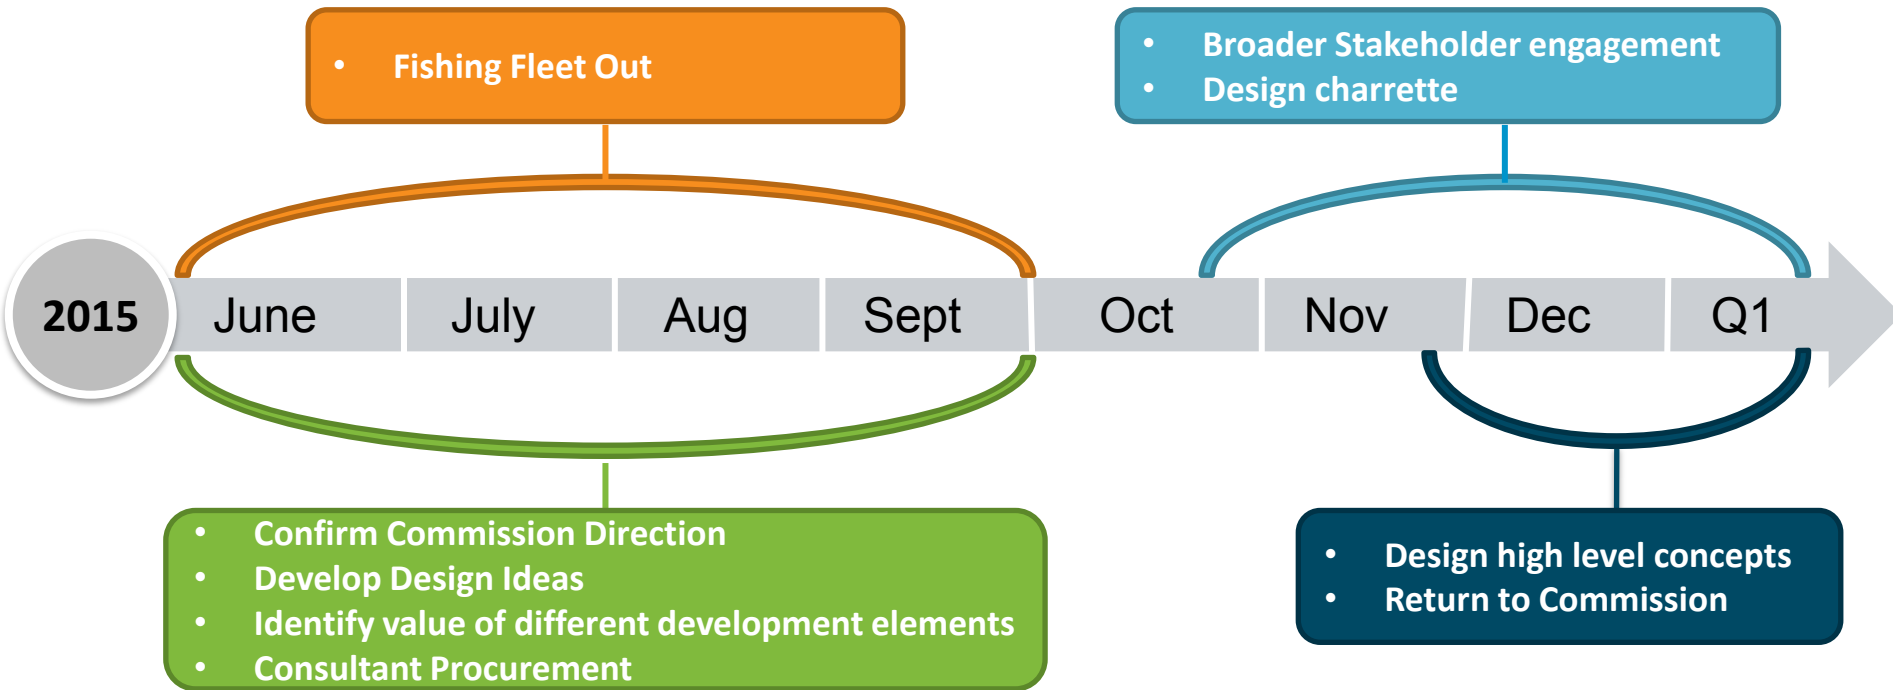 • Fishing Fleet Out
• Broader Stakeholder engagement
• Design charrette
2015
June
July
Aug
Sept
Oct
Nov
Dec
Q1
• Confirm Commission Direction
• Develop Design Ideas
• Identify value of different development elements
• Consultant Procurement
• Design high level concepts
• Return to Commission